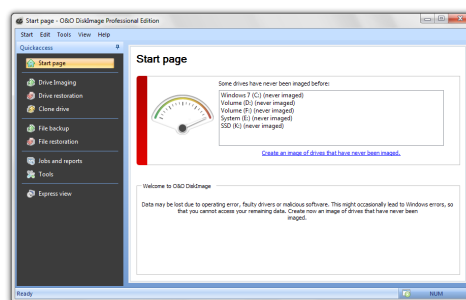 Start page - O&O DiskImage Professional Edition
Start Edit Tools View Help
Quickaccess
Start page
Drive Imaging
Drive restoration
Clone drive
File backup
File restoration
Jobs and reports
Tools
Express view
Start page
Some drives have never been imaged before:
Windows 7 (C:) (never imaged)
Volume (D:) (never imaged)
Volume (F:) (never imaged)
System (E:) (never imaged)
SSD (K:) (never imaged)
Create an image of drives that have never been imaged.
Welcome to O&O DiskImage
Data may be lost due to operating error, faulty drivers or malicious software. This might occasionally lead to Windows errors, so
that you cannot access your remaining data. Create now an image of drives that have never been
imaged.
Ready
NUM